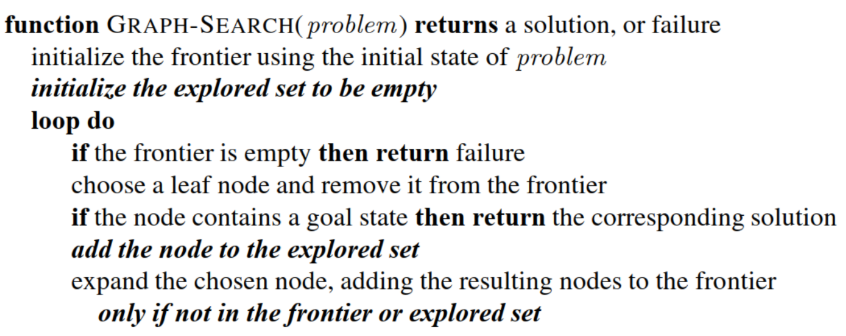 function GRAPH-SEARCH(problem) returns a solution, or failure
initialize the frontier using the initial state of problem
initialize the explored set to be empty
loop do
if the frontier is empty then return failure
choose a leaf node and remove it from the frontier
if the node contains a goal state then return the corresponding solution
add the node to the explored set
expand the chosen node, adding the resulting nodes to the frontier
only if not in the frontier or explored set